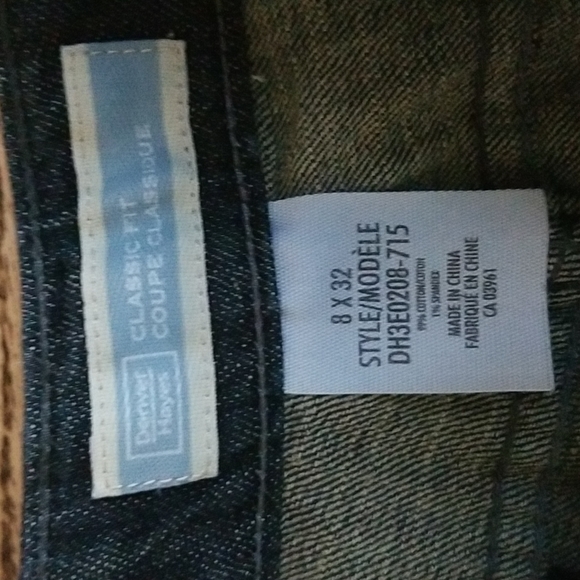 Denver
Hayes
CLASSIC FIT
COUPE CLASSIQUE
8 X 32
STYLE/MODÈLE
DH3E0208-715
99% COTTON/COTON
1% SPANDEX
MADE IN CHINA
FABRIQUÉ EN CHINE
CA 03961